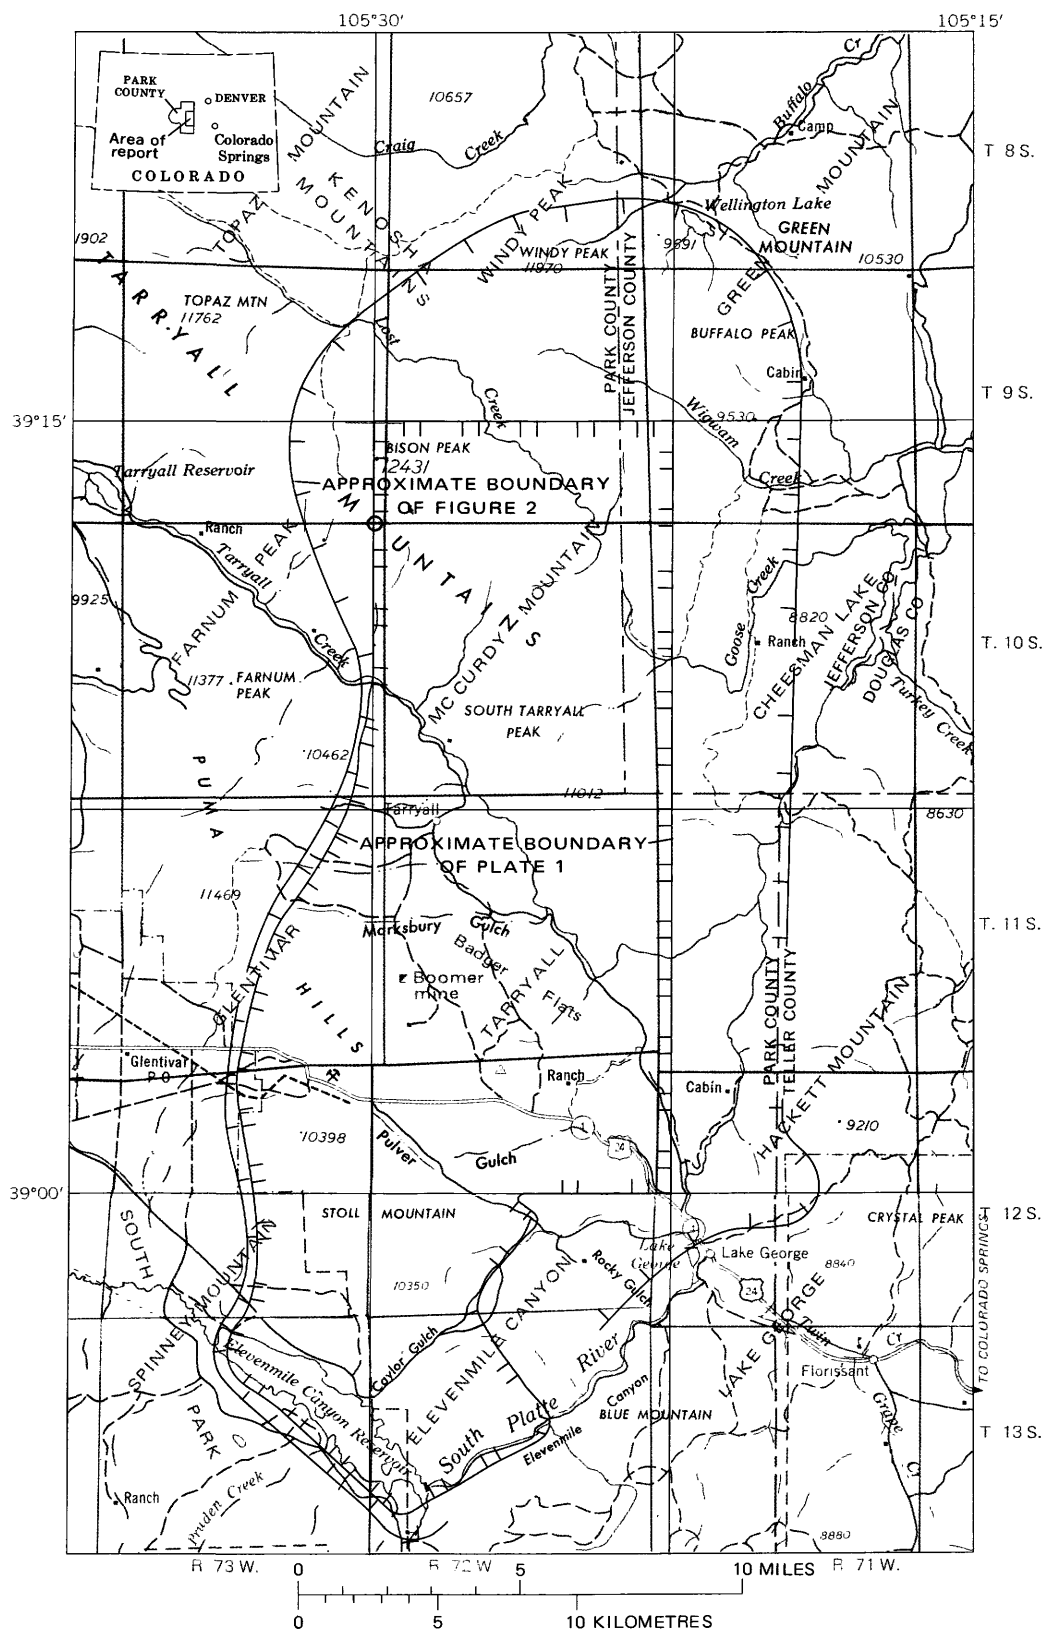 105°30'
105°15'
PARK
COUNTY
DENVER
Area of
report
Colorado
Springs
COLORADO
10657
Craig
Creek
Buffalo
Cr
Camp
T 8 S.
TOPAZ MOUNTAIN
KENOSHA
MOUNTAINS
WINDY PEAK
Wellington Lake
GREEN MOUNTAIN
GREEN
MOUNTAIN
9691
10530
1902
WINDY PEAK
11970
TOPAZ MTN
11762
TARRYALL
MOUNTAINS
Lost
Creek
PARK COUNTY
JEFFERSON COUNTY
BUFFALO PEAK
Cabin
T 9 S.
39°15'
Wigwam
9530
Creek
BISON PEAK
12431
Tarryall Reservoir
APPROXIMATE BOUNDARY
OF FIGURE 2
Ranch
Tarryall
Creek
FARNUM PEAK
9925
MC CURDY MOUNTAIN
Goose
Creek
8820
Ranch
CHEESMAN LAKE
JEFFERSON CO
DOUGLAS CO
T. 10 S.
11377
FARNUM
PEAK
Turkey Creek
SOUTH TARRYALL
PEAK
10462
PUMA
HILLS
11012
Tarryall
8630
APPROXIMATE BOUNDARY
OF PLATE 1
11469
Marksbury
Gulch
T. 11 S.
Badger
Flats
GLENTIVAR
Boomer
mine
TARRYALL
PARK COUNTY
TELLER COUNTY
HACKETT MOUNTAIN
Glentivar
P O
Ranch
Cabin
10398
Pulver
Gulch
24
9210
39°00'
STOLL MOUNTAIN
CRYSTAL PEAK
T 12 S.
SOUTH
PARK
SPINNEY MOUNTAIN
Lake
George
Lake George
Rocky Gulch
8840
10350
24
Twin
Cr
ELEVENMILE CANYON
LAKE GEORGE
TO COLORADO SPRINGS
Elevenmile Canyon Reservoir
Caylor Gulch
River
Florissant
South
Platte
Canyon
BLUE MOUNTAIN
Elevenmile
Grape
Cr
T 13 S.
Ranch
Pruden Creek
8880
R 73 W.
R 72 W
R 71 W.
0
5
10 MILES
0
5
10 KILOMETRES